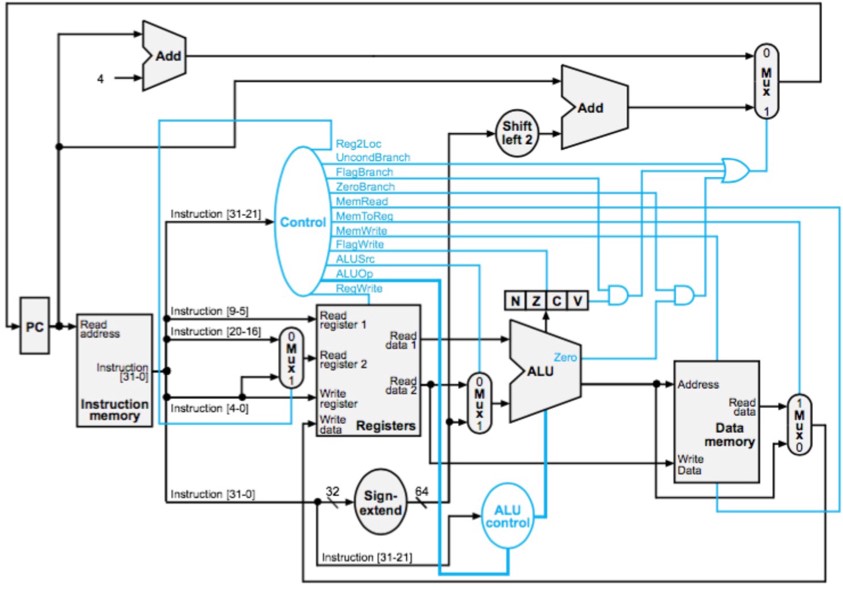 Add
4
Add
0
Mux
1
Shift
left 2
Reg2Loc
UncondBranch
FlagBranch
ZeroBranch
MemRead
MemToReg
MemWrite
FlagWrite
ALUSrc
ALUOp
RegWrite
Control
Instruction [31-21]
PC
Read
address
Instruction
[31-0]
Instruction
memory
Instruction [9-5]
Instruction [20-16]
Instruction [4-0]
0
Mux
1
Read
register 1
Read
register 2
Write
register
Write
data
Read
data 1
Read
data 2
Registers
0
Mux
1
N Z C V
Zero
ALU
Address
Read
data
Data
memory
Write
Data
1
Mux
0
Instruction [31-0]
32
Sign-
extend
64
ALU
control
Instruction [31-21]